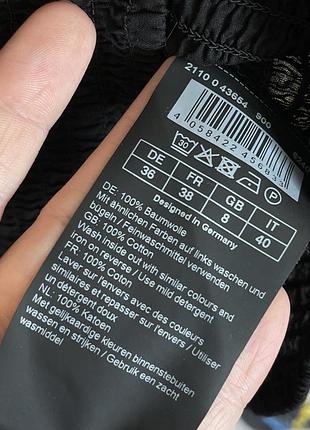 2110 0 43654 900
4 058422 456833
30 P
DE FR GB IT
36 38 8 40
Designed in Germany
DE: 100% Baumwolle
Mit ähnlichen Farben auf links waschen und
bügeln / Feinwaschmittel verwenden
GB: 100% Cotton
Wash inside out with similar colours and
iron on reverse / Use mild detergent
FR: 100% Cotton
Laver à l'envers avec des couleurs
similaires et repasser sur l'envers / Utiliser
un détergent doux
NL: 100% Katoen
Met gelijkaardige kleuren binnenstebuiten
wassen en strijken / Gebruik een zacht
wasmiddel